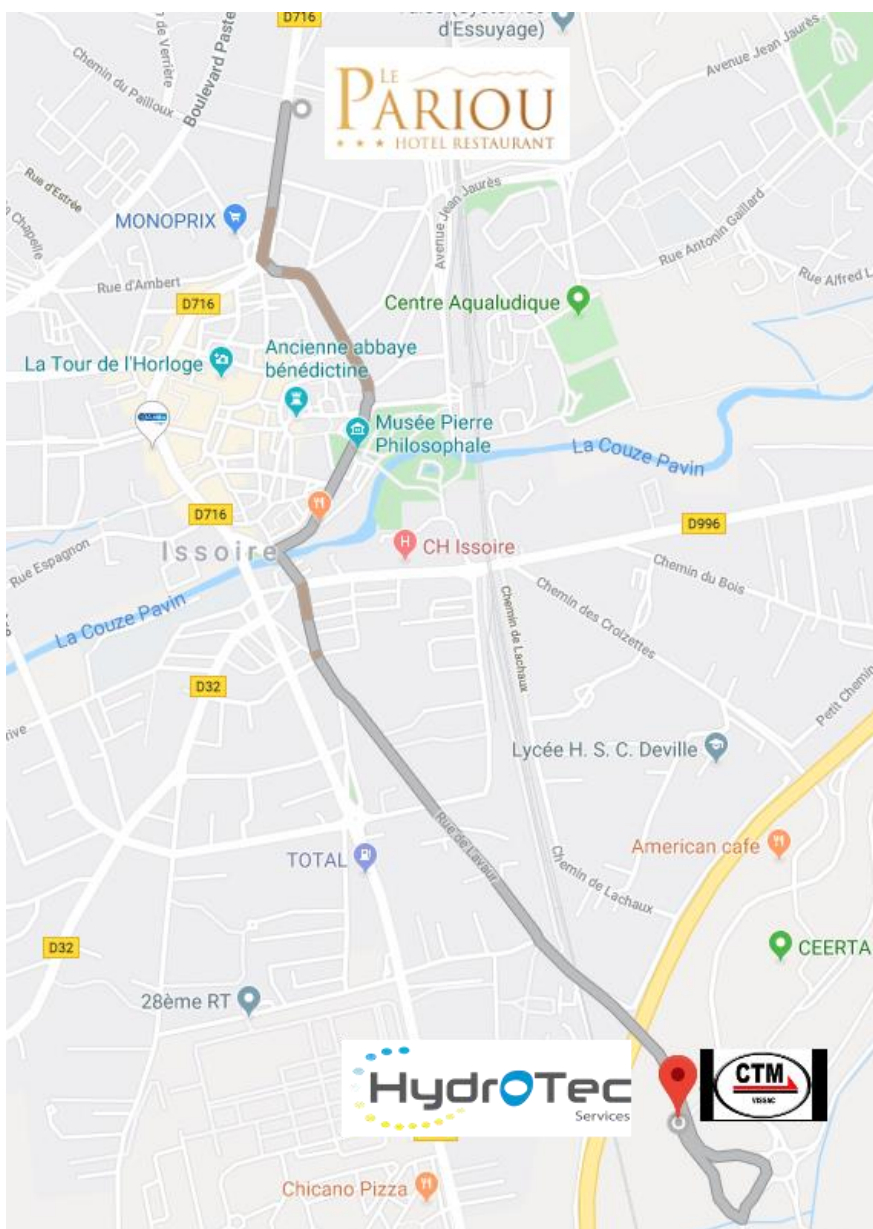 D716
d'Essuyage)
Chemin du Pailloux
Boulevard Paste
Avenue Jean Jaurès
LE
PARIOU
HOTEL RESTAURANT
Rue d'Estrée
Chapelle
MONOPRIX
Avenue Jean Jaurès
Rue Antonin Gaillard
Rue d'Ambert
Rue Alfred L
D716
Centre Aqualudique
La Tour de l'Horloge
Ancienne abbaye
bénédictine
Musée Pierre
Philosophale
La Couze Pavin
D716
D996
Issoire
CH Issoire
Rue Espagnon
Chemin du Bois
Chemin des Croizettes
La Couze Pavin
Chemin de Lachaux
D32
Petit Chemin
rive
Lycée H. S. C. Deville
Rue de Lavaur
American cafe
TOTAL
Chemin de Lachaux
D32
CEERTA
28ème RT
HydroTec
Services
CTM
VISSAC
Chicano Pizza